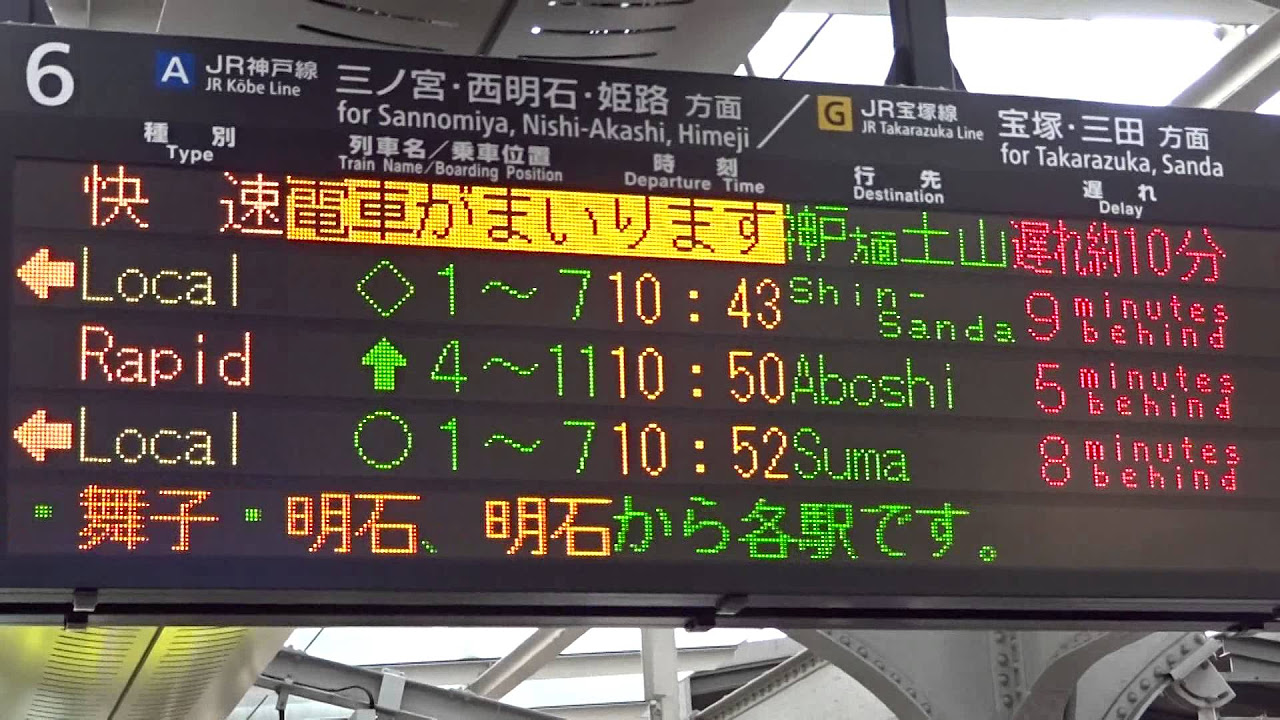 6 A JR神戸線 三ノ宮・西明石・姫路 方面 / G JR宝塚線 宝塚・三田 方面
JR Kōbe Line for Sannomiya, Nishi-Akashi, Himeji JR Takarazuka Line for Takarazuka, Sanda
種別 列車名／乗車位置 時刻 行先 遅れ
Type Train Name/Boarding Position Departure Time Destination Delay
快速 電車がまいります 神戸 土山 遅れ約10分
Local ◇ 1～7 10:43 Shin-Sanda 9 minutes behind
Rapid ↑ 4～11 10:50 Aboshi 5 minutes behind
Local ○ 1～7 10:52 Suma 8 minutes behind
・舞子・明石、明石から各駅です。